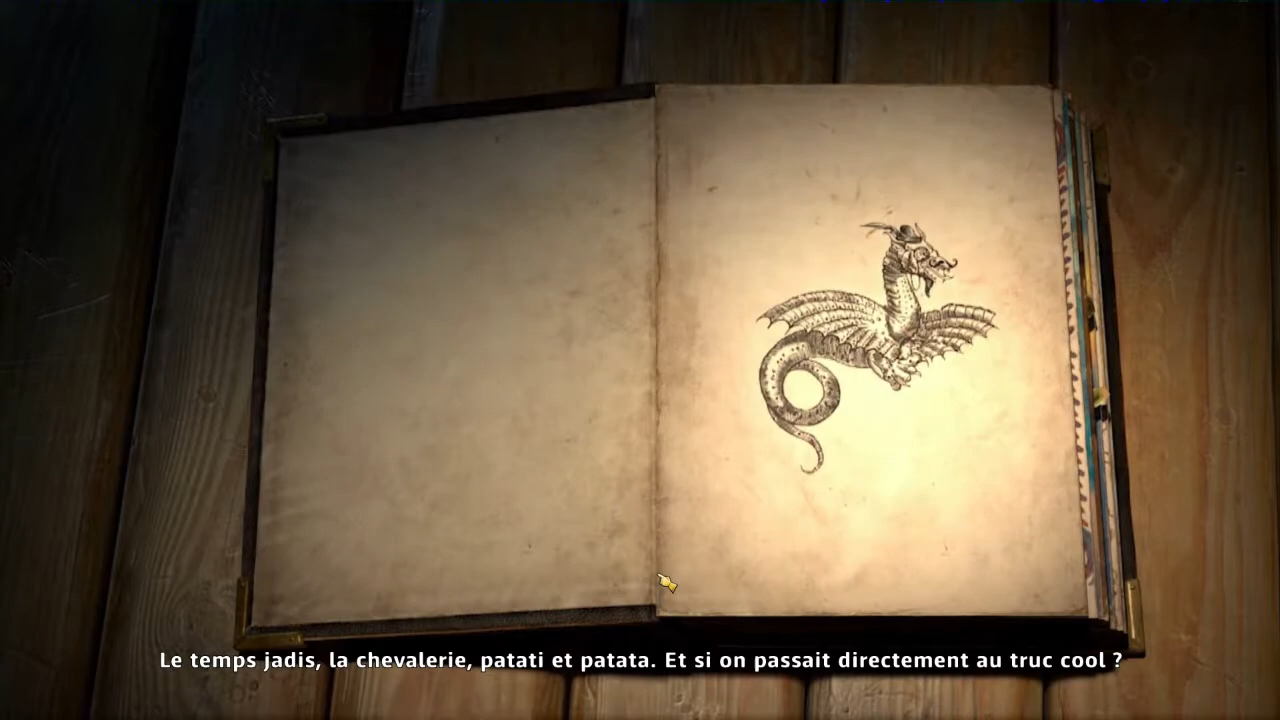 Le temps jadis, la chevalerie, patati et patata. Et si on passait directement au truc cool ?